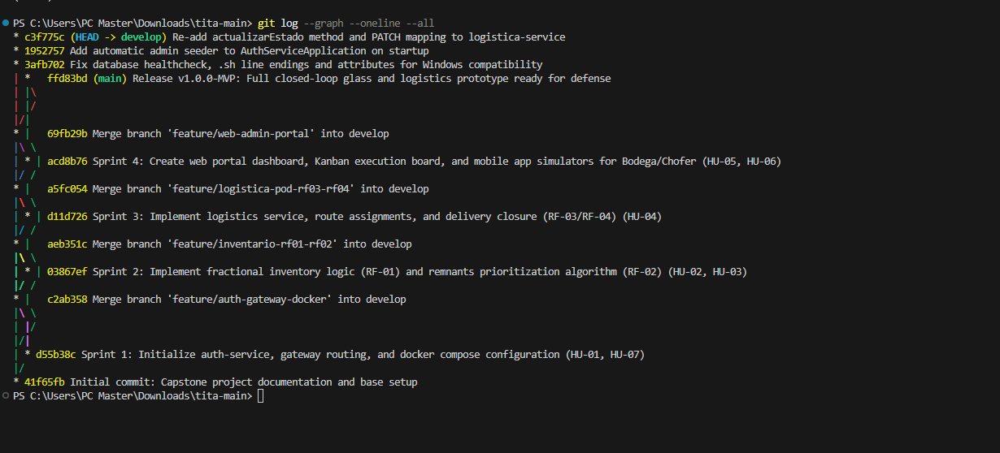 PS C:\Users\PC Master\Downloads\tita-main> git log --graph --oneline --all
* c3f775c (HEAD -> develop) Re-add actualizarEstado method and PATCH mapping to logistica-service
* 1952757 Add automatic admin seeder to AuthServiceApplication on startup
* 3afb702 Fix database healthcheck, .sh line endings and attributes for Windows compatibility
| *   ffd83bd (main) Release v1.0.0-MVP: Full closed-loop glass and logistics prototype ready for defense
| |\
| |/
|/|
* |   69fb29b Merge branch 'feature/web-admin-portal' into develop
|\ \
| * | acd8b76 Sprint 4: Create web portal dashboard, Kanban execution board, and mobile app simulators for Bodega/Chofer (HU-05, HU-06)
|/ /
* |   a5fc054 Merge branch 'feature/logistica-pod-rf03-rf04' into develop
|\ \
| * | d11d726 Sprint 3: Implement logistics service, route assignments, and delivery closure (RF-03/RF-04) (HU-04)
|/ /
* |   aeb351c Merge branch 'feature/inventario-rf01-rf02' into develop
|\ \
| * | 03867ef Sprint 2: Implement fractional inventory logic (RF-01) and remnants prioritization algorithm (RF-02) (HU-02, HU-03)
|/ /
* |   c2ab358 Merge branch 'feature/auth-gateway-docker' into develop
|\ \
| |/
|/|
| * d55b38c Sprint 1: Initialize auth-service, gateway routing, and docker compose configuration (HU-01, HU-07)
|/
* 41f65fb Initial commit: Capstone project documentation and base setup
PS C:\Users\PC Master\Downloads\tita-main>